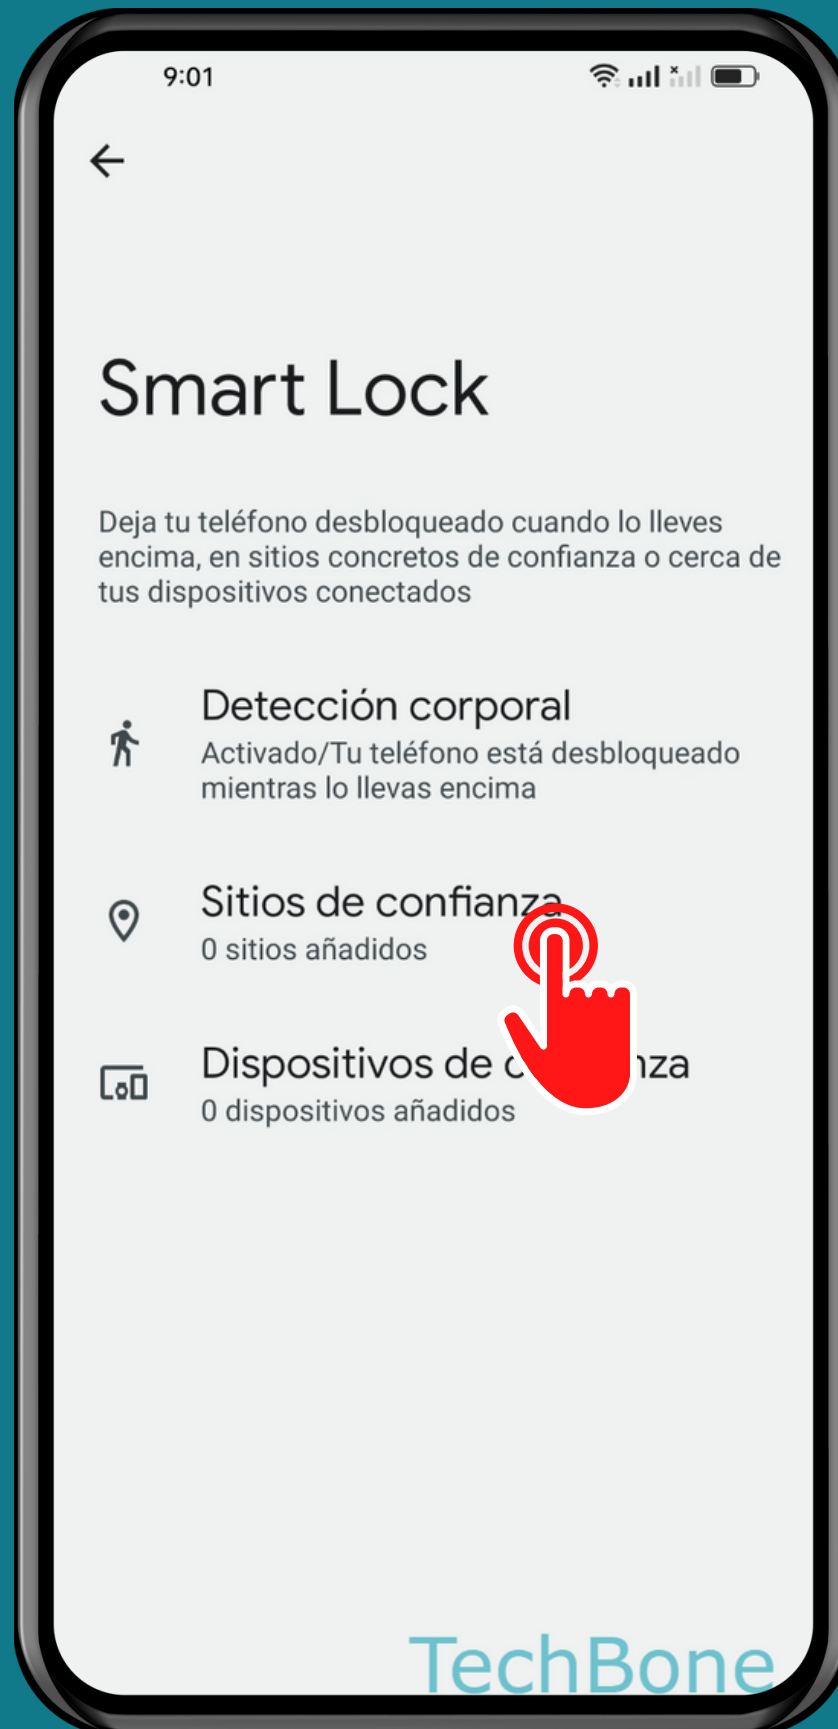 9:01
Smart Lock
Deja tu teléfono desbloqueado cuando lo lleves
encima, en sitios concretos de confianza o cerca de
tus dispositivos conectados
Detección corporal
Activado/Tu teléfono está desbloqueado
mientras lo llevas encima
Sitios de confianza
0 sitios añadidos
Dispositivos de
0 dispositivos añadidos
TechBone